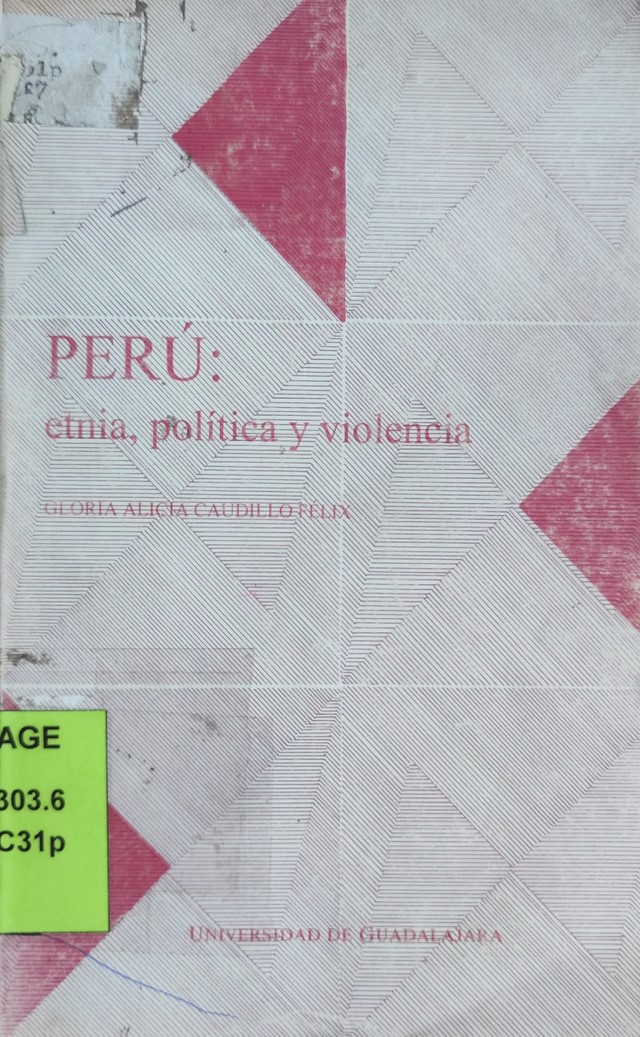 PERÚ:
etnia, política y violencia
GLORIA ALICIA CAUDILLO FÉLIX
AGE
303.6
C31p
UNIVERSIDAD DE GUADALAJARA